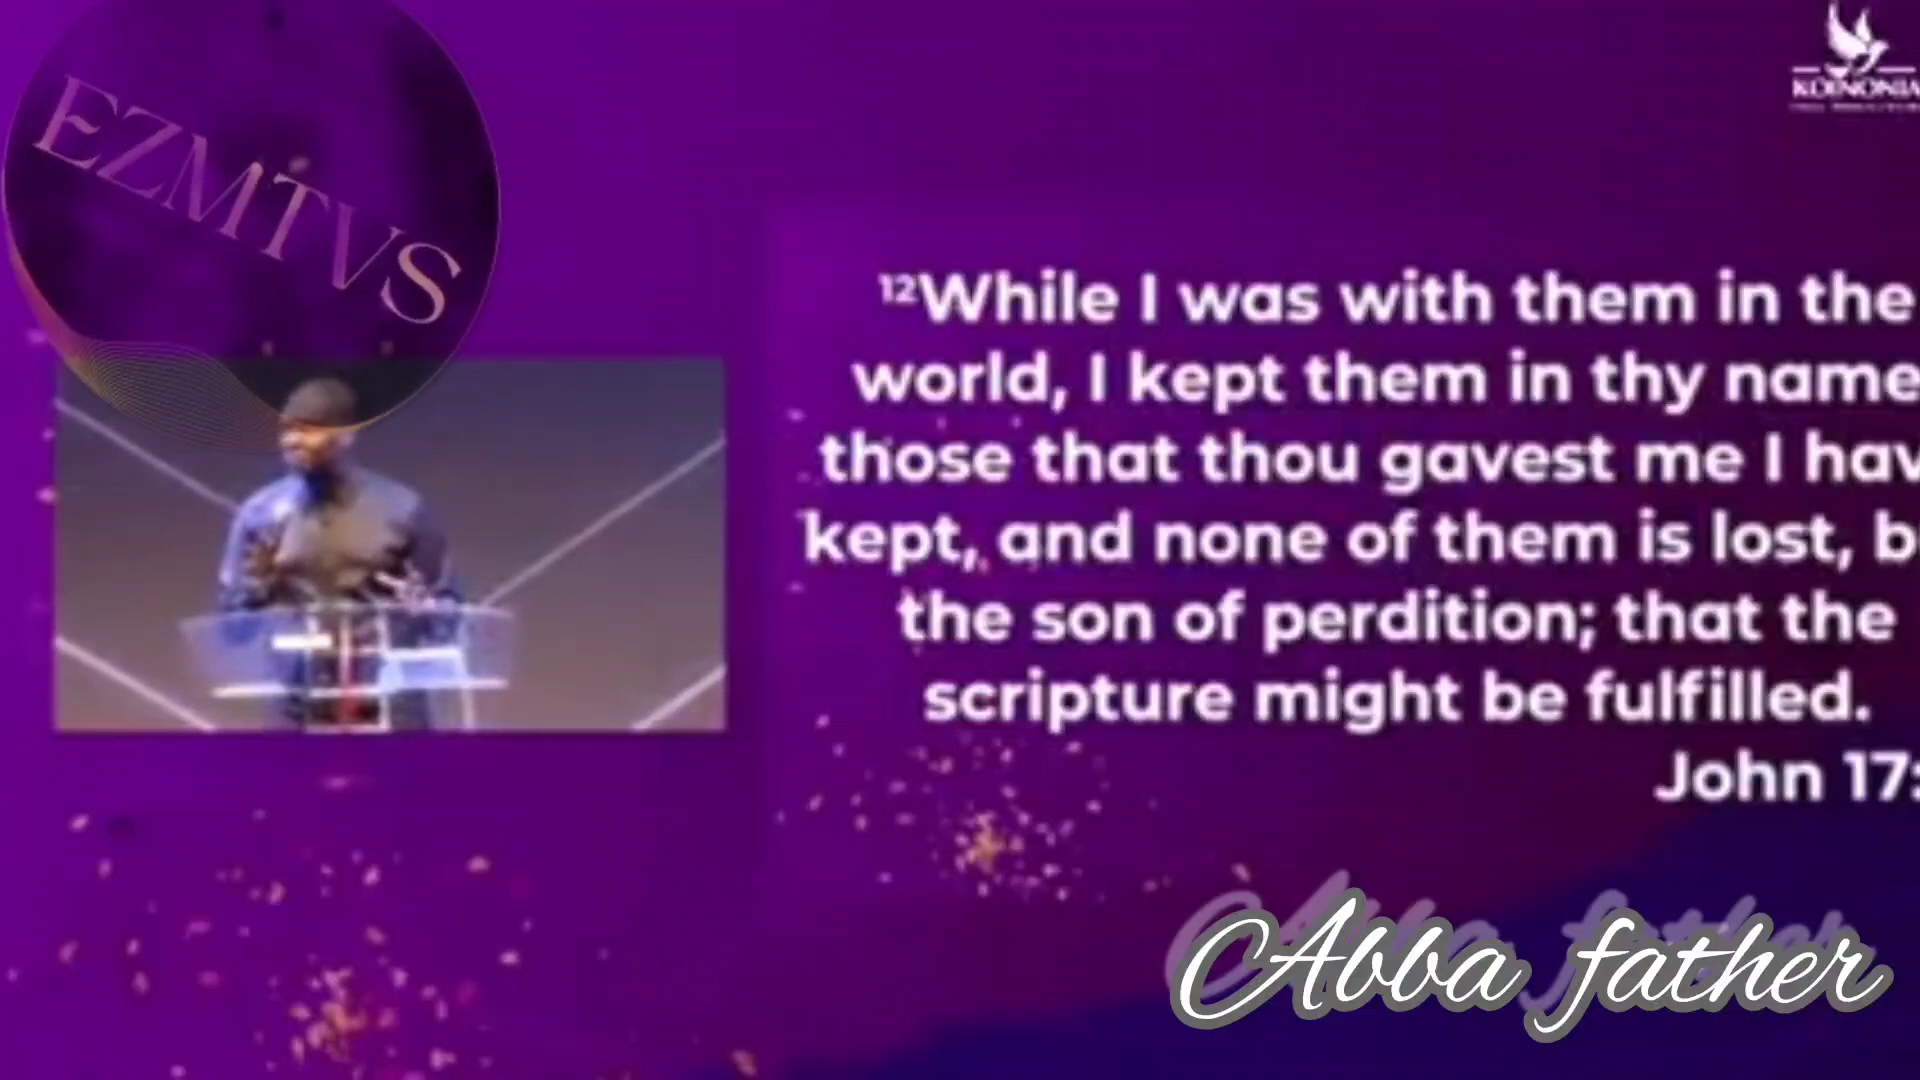 EZMTVS
KOINONIA
12While I was with them in the
world, I kept them in thy name
those that thou gavest me I hav
kept, and none of them is lost, b
the son of perdition; that the
scripture might be fulfilled.
John 17:
Abba father